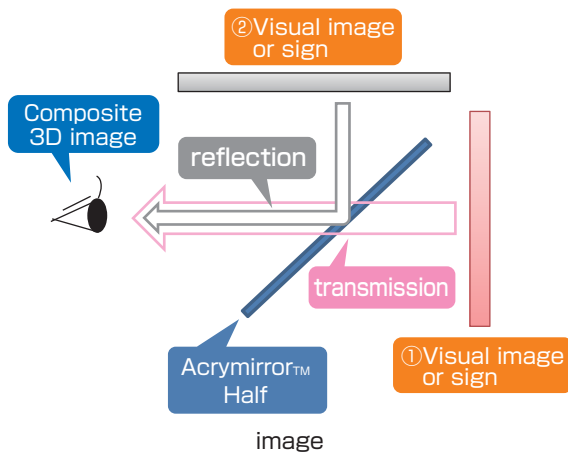 ②Visual image
or sign
Composite
3D image
reflection
transmission
①Visual image
or sign
Acrymirror™
Half
image